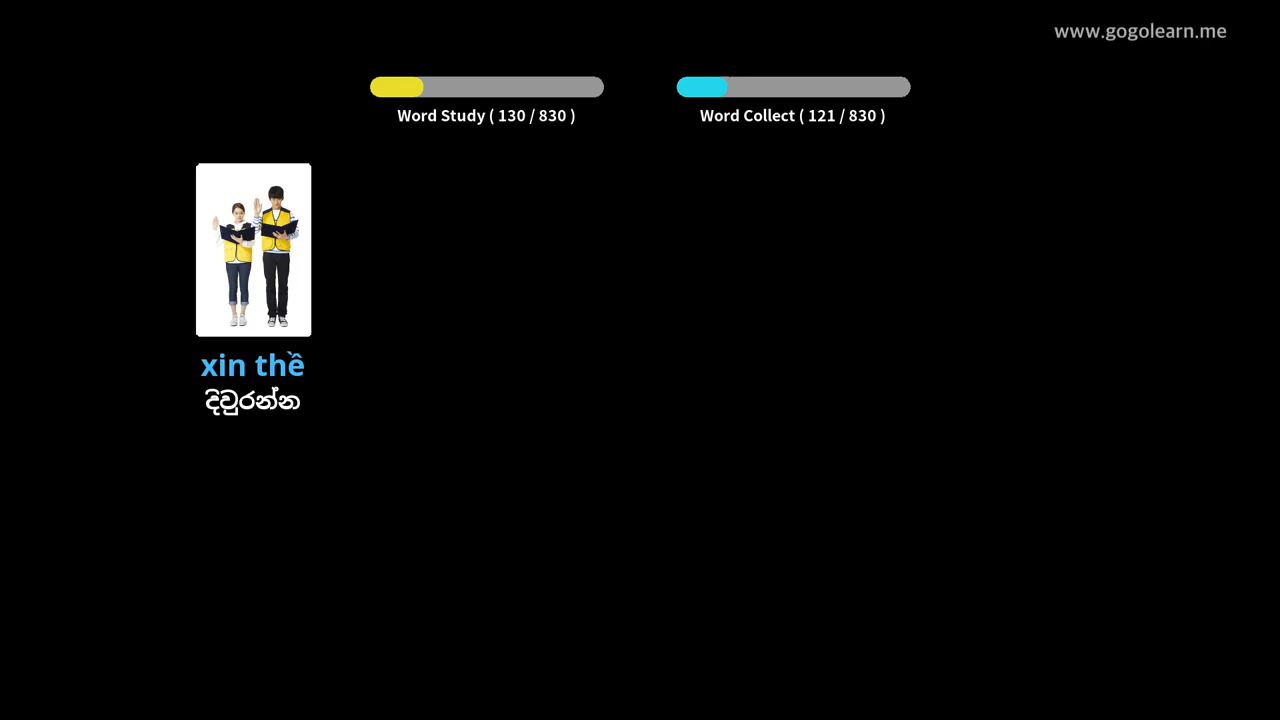 www.gogolearn.me
Word Study ( 130 / 830 )
Word Collect ( 121 / 830 )
xin thề
දිවුරන්න